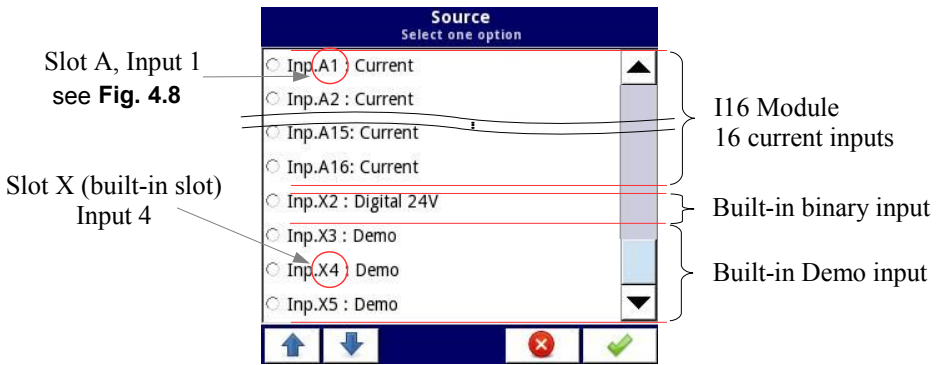 Source
Select one option
Slot A, Input 1
see Fig. 4.8
Inp.A1 : Current
Inp.A2 : Current
Inp.A15: Current
Inp.A16: Current
I16 Module
16 current inputs
Slot X (built-in slot)
Input 4
Inp.X2 : Digital 24V
Built-in binary input
Inp.X3 : Demo
Inp.X4 : Demo
Inp.X5 : Demo
Built-in Demo input